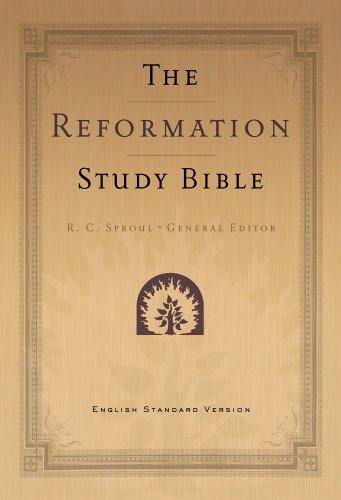 The
Reformation
Study Bible
R. C. Sproul - General Editor
English Standard Version